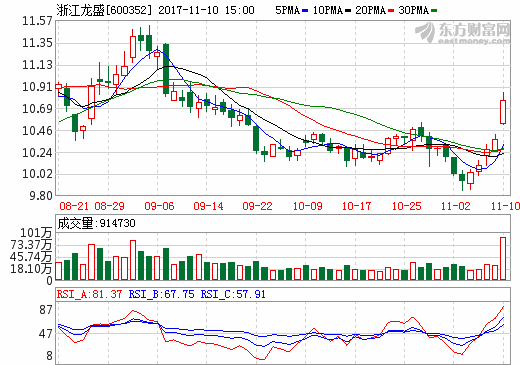 浙江龙盛[600352] 2017-11-10 15:00 5PMA 10PMA 20PMA 30PMA
东方财富网
eastmoney.com
11.57
11.35
11.13
10.91
10.69
10.46
10.24
10.02
9.80
08-21 08-29 09-06 09-14 09-22 10-09 10-17 10-25 11-02 11-10
成交量:914730
101万
73.37万
45.74万
18.10万
0
RSI_A:81.37 RSI_B:67.75 RSI_C:57.91
87
47
8